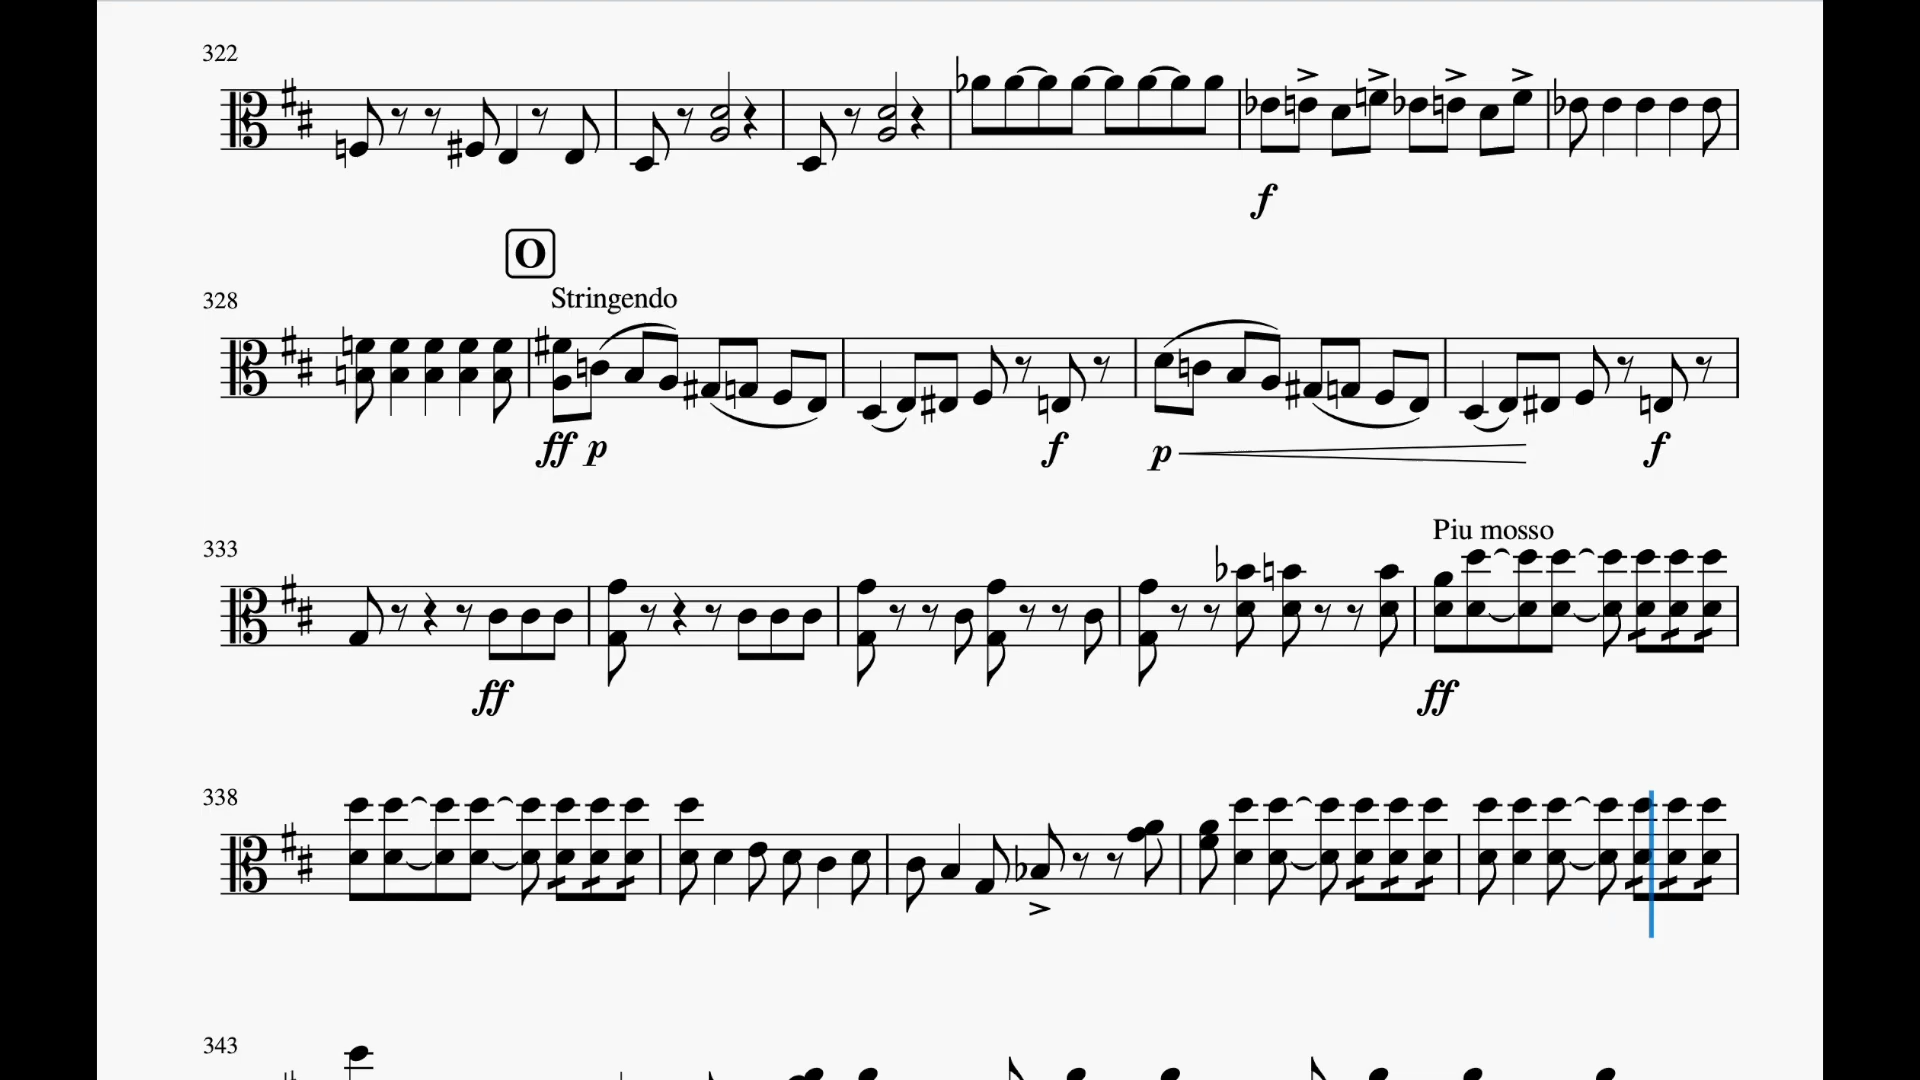 322
f
O
328
Stringendo
ff p f p f
333
Piu mosso
ff ff
338
343